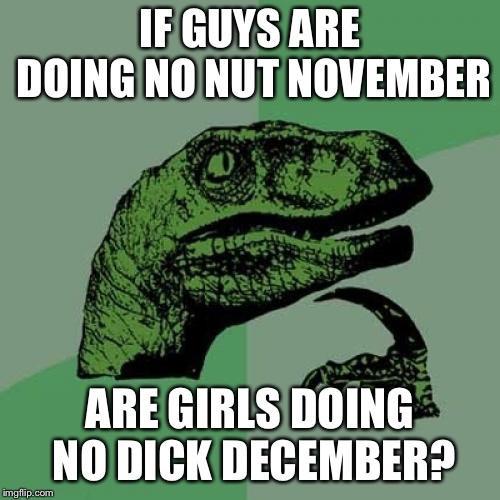 IF GUYS ARE
DOING NO NUT NOVEMBER
ARE GIRLS DOING
NO DICK DECEMBER?
imgflip.com